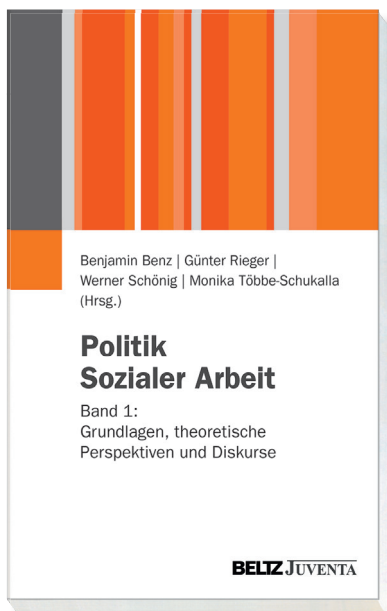 Benjamin Benz | Günter Rieger |
Werner Schönig | Monika Többe-Schukalla
(Hrsg.)
Politik
Sozialer Arbeit
Band 1:
Grundlagen, theoretische
Perspektiven und Diskurse
BELTZ JUVENTA